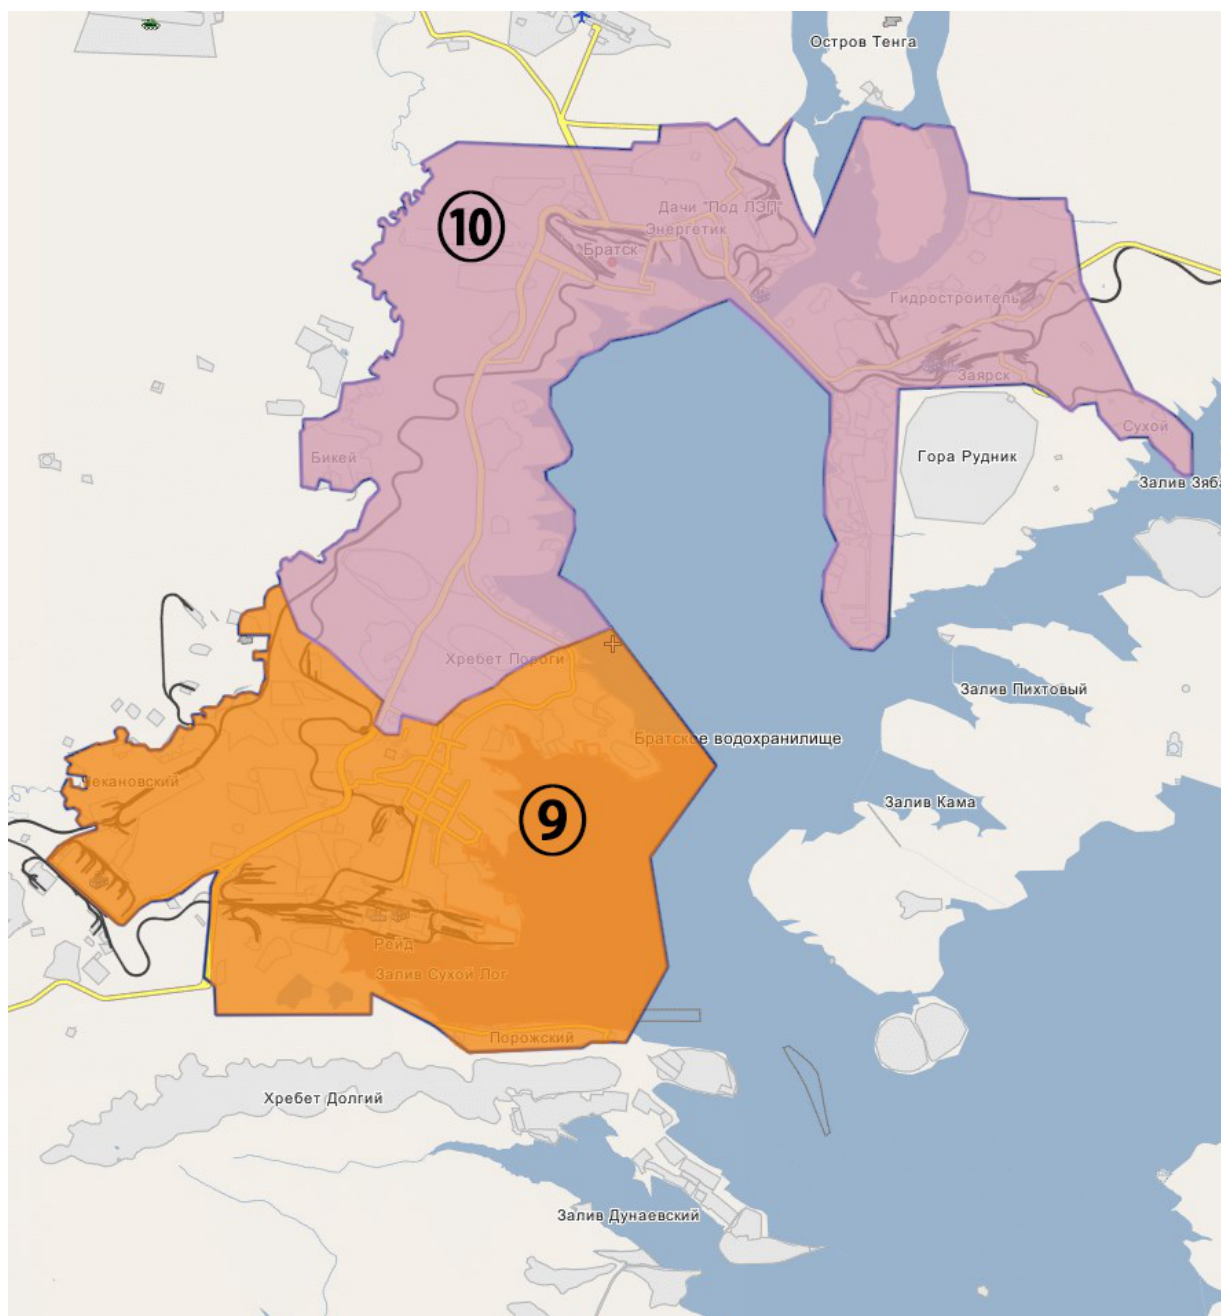 Остров Тенга
10
Дачи "Под ЛЭП"
Энергетик
Братск
Гидростроитель
Заярск
Сухой
Бикей
Гора Рудник
Залив Зяба
Хребет Пороги
Залив Пихтовый
Братское водохранилище
Чекановский
Залив Кама
9
Рейд
Залив Сухой Лог
Порожский
Хребет Долгий
Залив Дунаевский